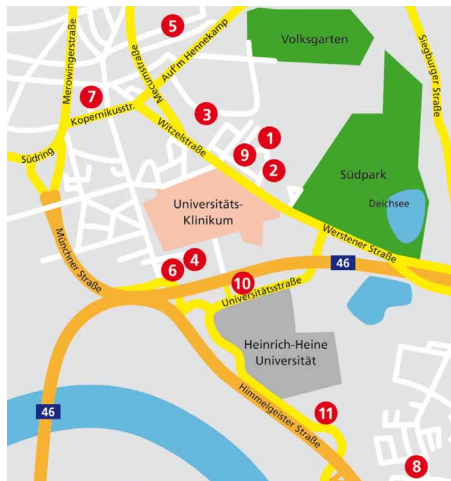 5
Volksgarten
Siegburger Straße
Merowingerstraße
Mecumstraße
Auf'm Hennekamp
7
Kopernikusstr.
3
Witzelstraße
1
9
2
Südring
Südpark
Deichsee
Universitäts-
Klinikum
Werstener Straße
Münchner Straße
4
6
46
10
Universitätsstraße
Heinrich-Heine
Universität
Himmelgeister Straße
46
11
8